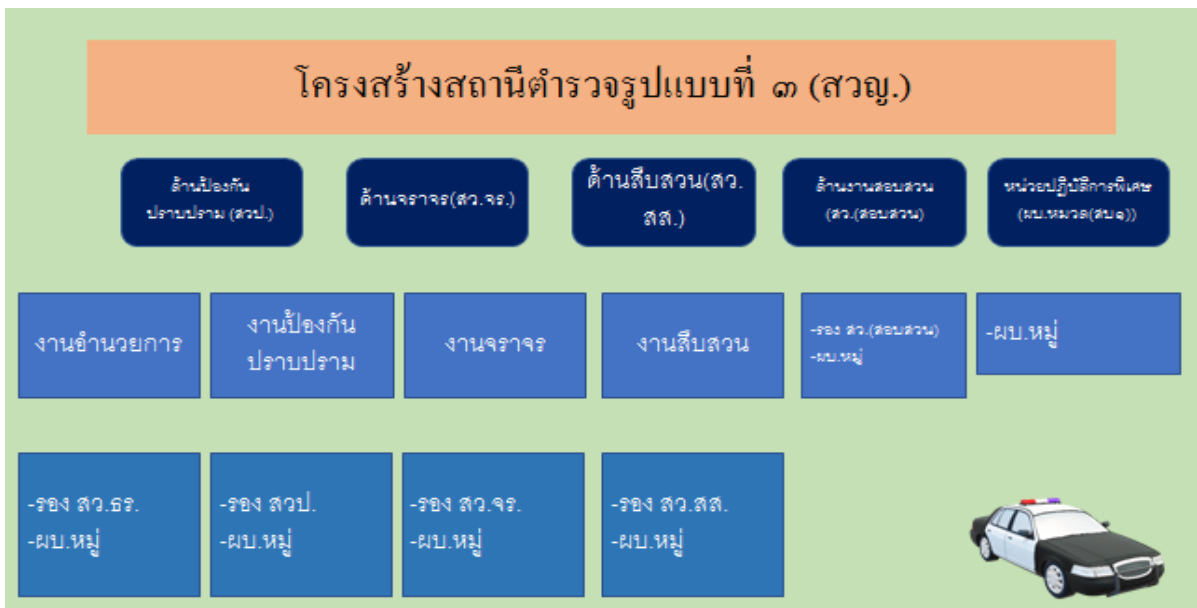 โครงสร้างสถานีตำรวจรูปแบบที่ ๓ (สวญ.)
ด้านป้องกัน
ปราบปราม (สวป.)
ด้านจราจร(สว.จร.)
ด้านสืบสวน(สว.
สส.)
ด้านงานสอบสวน
(สว.(สอบสวน)
หน่วยปฏิบัติการพิเศษ
(ผบ.หมวด(สบ๑))
งานอำนวยการ
งานป้องกัน
ปราบปราม
งานจราจร
งานสืบสวน
-รอง สว.(สอบสวน)
-ผบ.หมู่
-ผบ.หมู่
-รอง สว.ธร.
-ผบ.หมู่
-รอง สวป.
-ผบ.หมู่
-รอง สว.จร.
-ผบ.หมู่
-รอง สว.สส.
-ผบ.หมู่